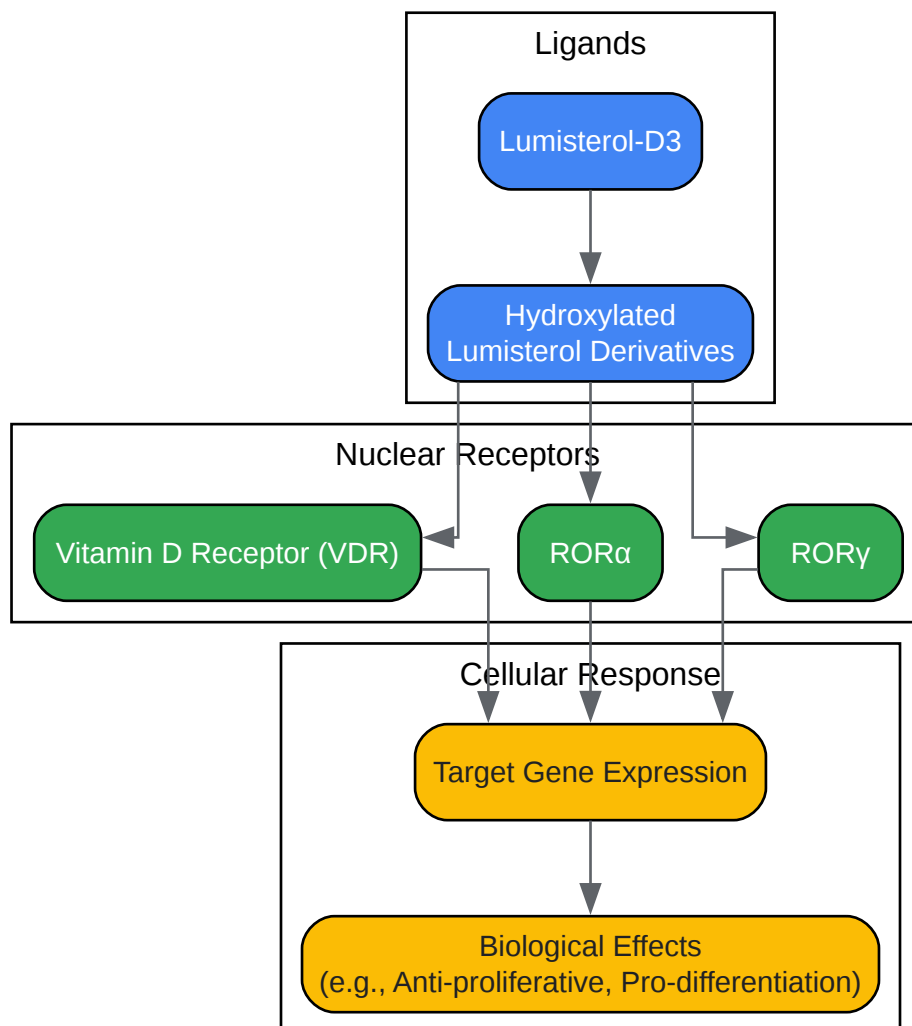 Ligands
Lumisterol-D3
Hydroxylated
Lumisterol Derivatives
Nuclear Receptors
Vitamin D Receptor (VDR)
RORα
RORγ
Cellular Response
Target Gene Expression
Biological Effects
(e.g., Anti-proliferative, Pro-differentiation)